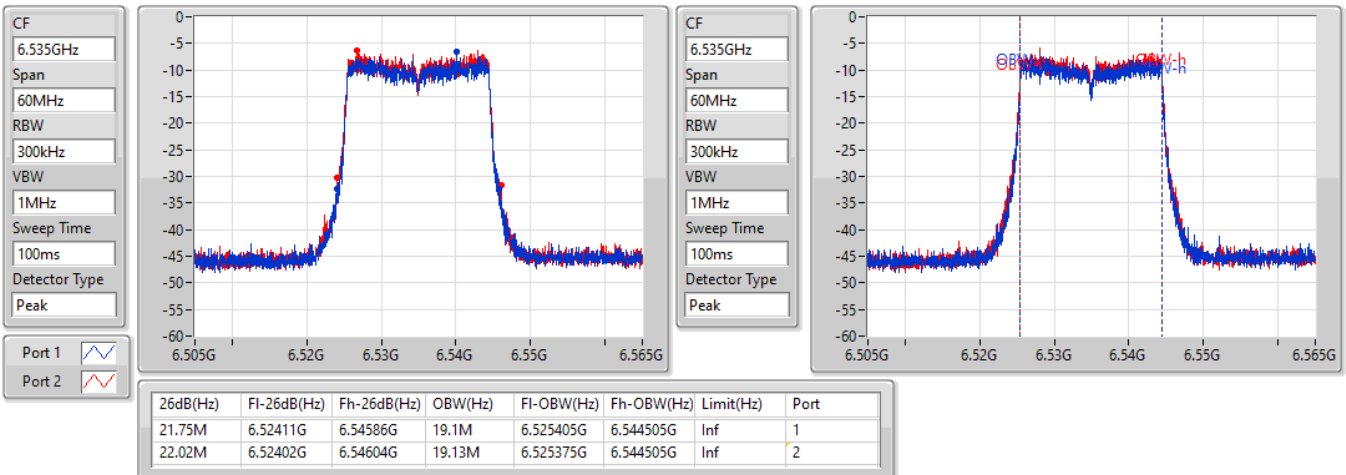 CF
6.535GHz
Span
60MHz
RBW
300kHz
VBW
1MHz
Sweep Time
100ms
Detector Type
Peak
Port 1
Port 2
0-
-5-
-10-
-15-
-20-
-25-
-30-
-35-
-40-
-45-
-50-
-55-
-60-
6.505G 6.52G 6.53G 6.54G 6.55G 6.565G
CF
6.535GHz
Span
60MHz
RBW
300kHz
VBW
1MHz
Sweep Time
100ms
Detector Type
Peak
0-
-5-
-10-
-15-
-20-
-25-
-30-
-35-
-40-
-45-
-50-
-55-
-60-
6.505G 6.52G 6.53G 6.54G 6.55G 6.565G
26dB(Hz) Fl-26dB(Hz) Fh-26dB(Hz) OBW(Hz) Fl-OBW(Hz) Fh-OBW(Hz) Limit(Hz) Port
21.75M 6.52411G 6.54586G 19.1M 6.525405G 6.544505G Inf 1
22.02M 6.52402G 6.54604G 19.13M 6.525375G 6.544505G Inf 2